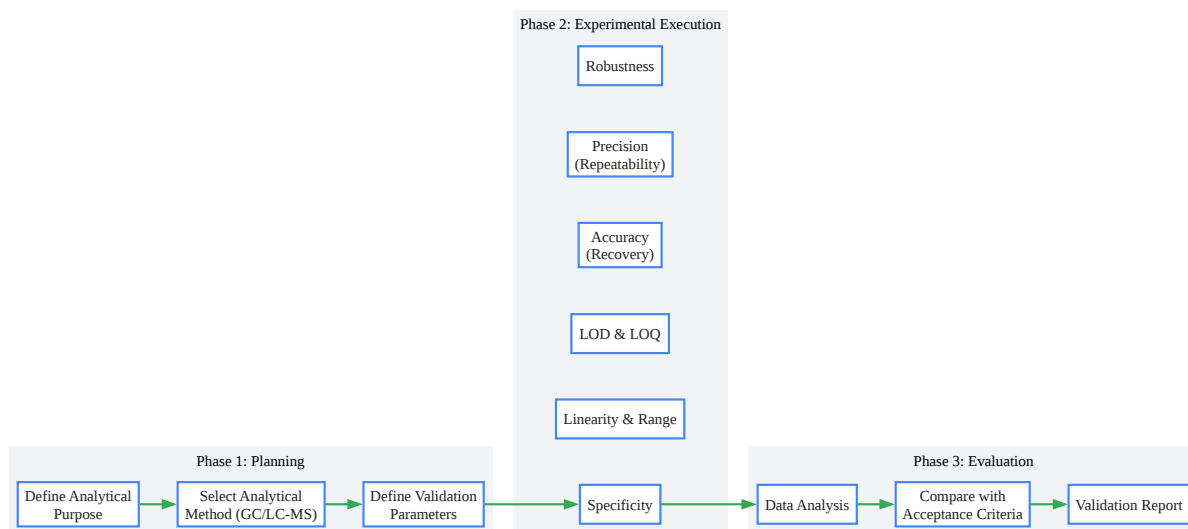 Phase 2: Experimental Execution
Robustness
Precision
(Repeatability)
Accuracy
(Recovery)
LOD & LOQ
Linearity & Range
Specificity
Phase 1: Planning
Define Analytical
Purpose
Select Analytical
Method (GC/LC-MS)
Define Validation
Parameters
Phase 3: Evaluation
Data Analysis
Compare with
Acceptance Criteria
Validation Report